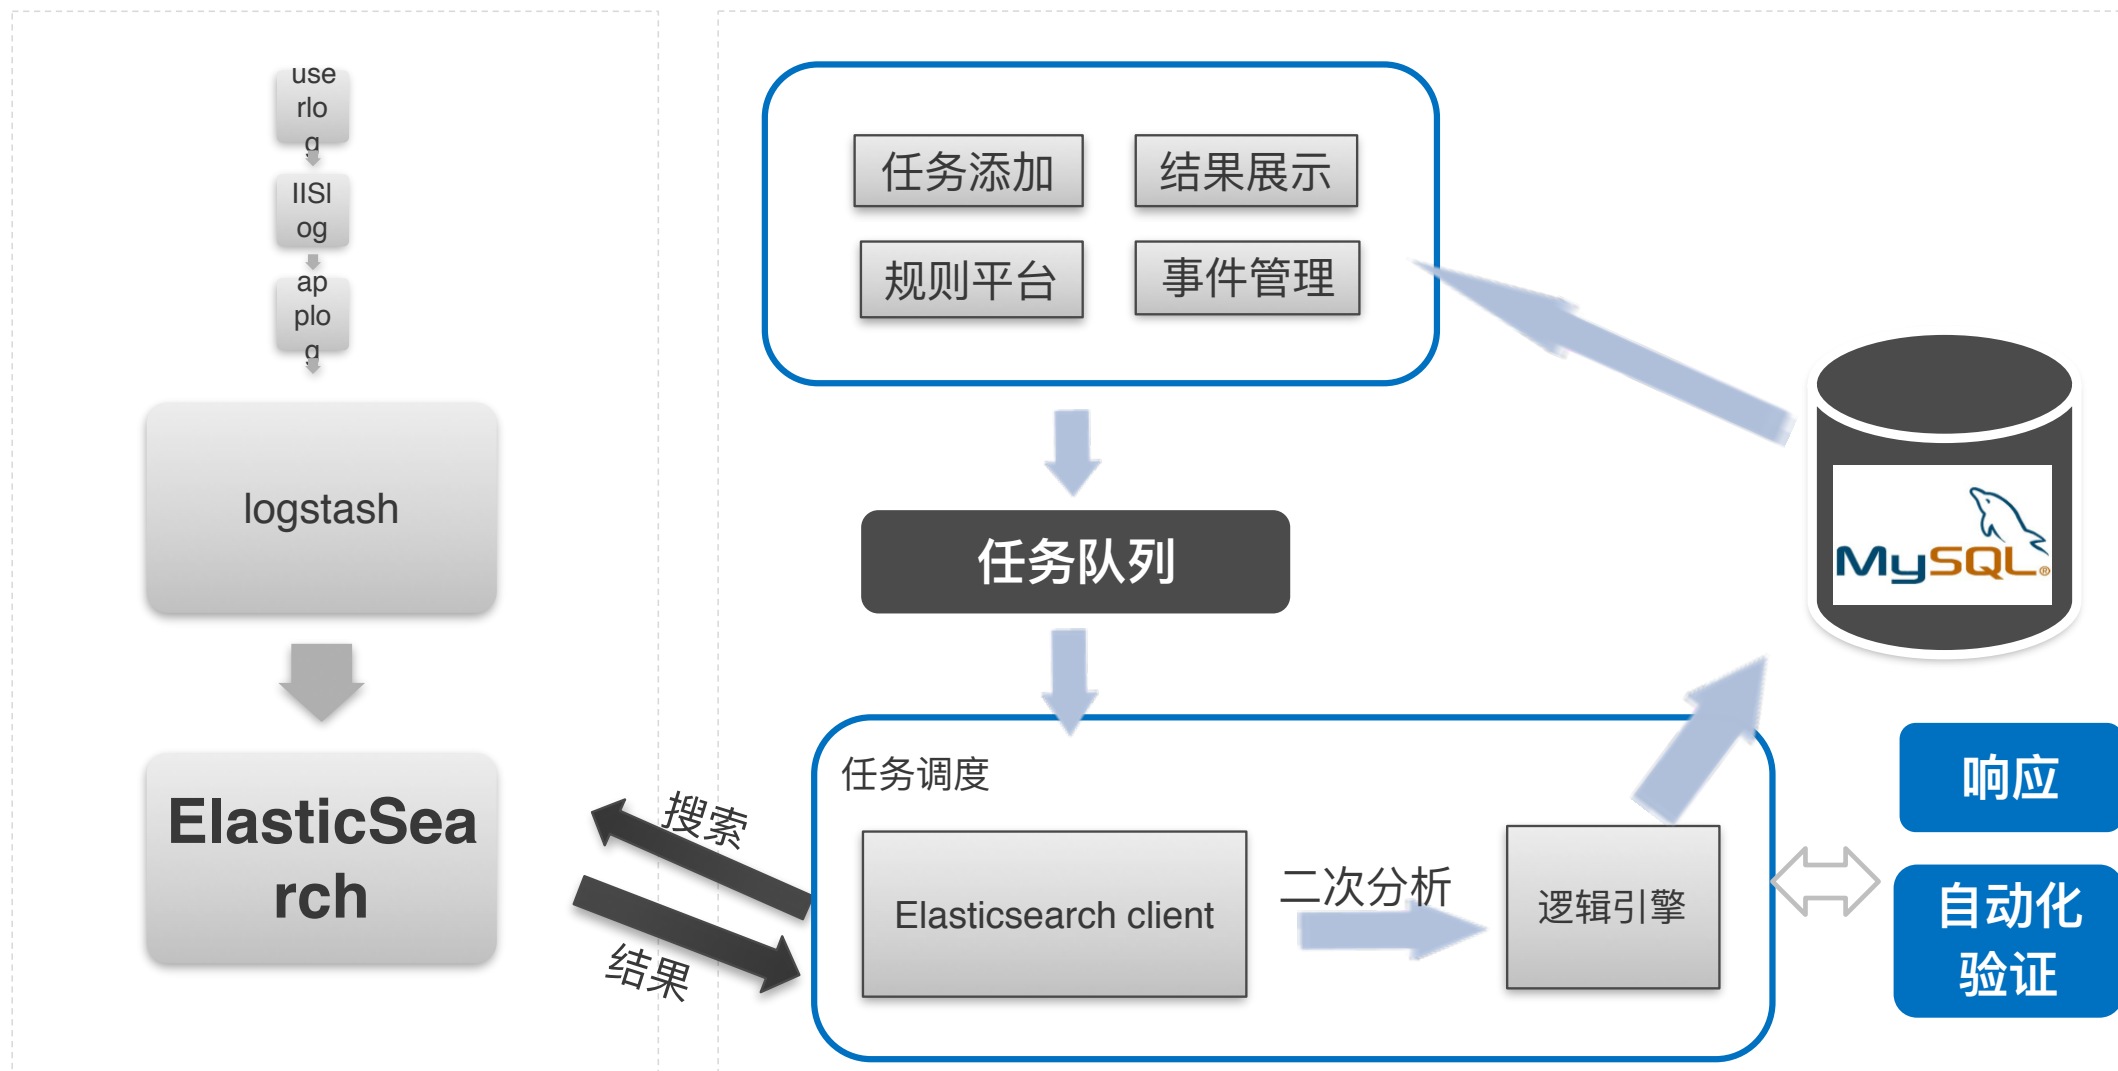 use
rlo
g
IISl
og
ap
plo
g
logstash
ElasticSea
rch
任务添加
结果展示
规则平台
事件管理
任务队列
MySQL®
任务调度
搜索
结果
Elasticsearch client
二次分析
逻辑引擎
响应
自动化
验证